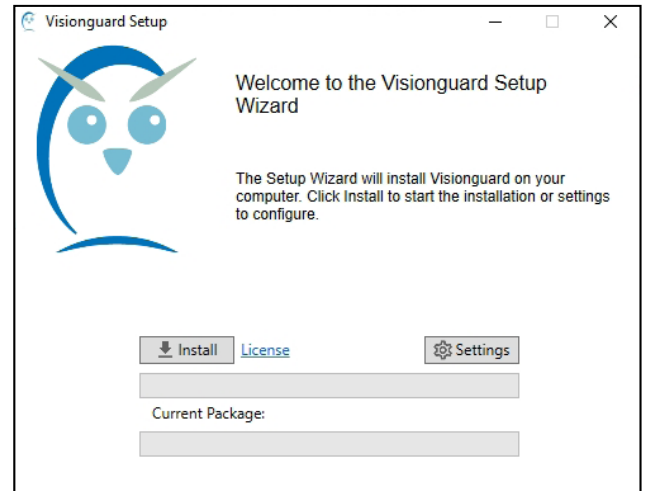 Visionguard Setup
Welcome to the Visionguard Setup
Wizard
The Setup Wizard will install Visionguard on your
computer. Click Install to start the installation or settings
to configure.
Install License Settings
Current Package: